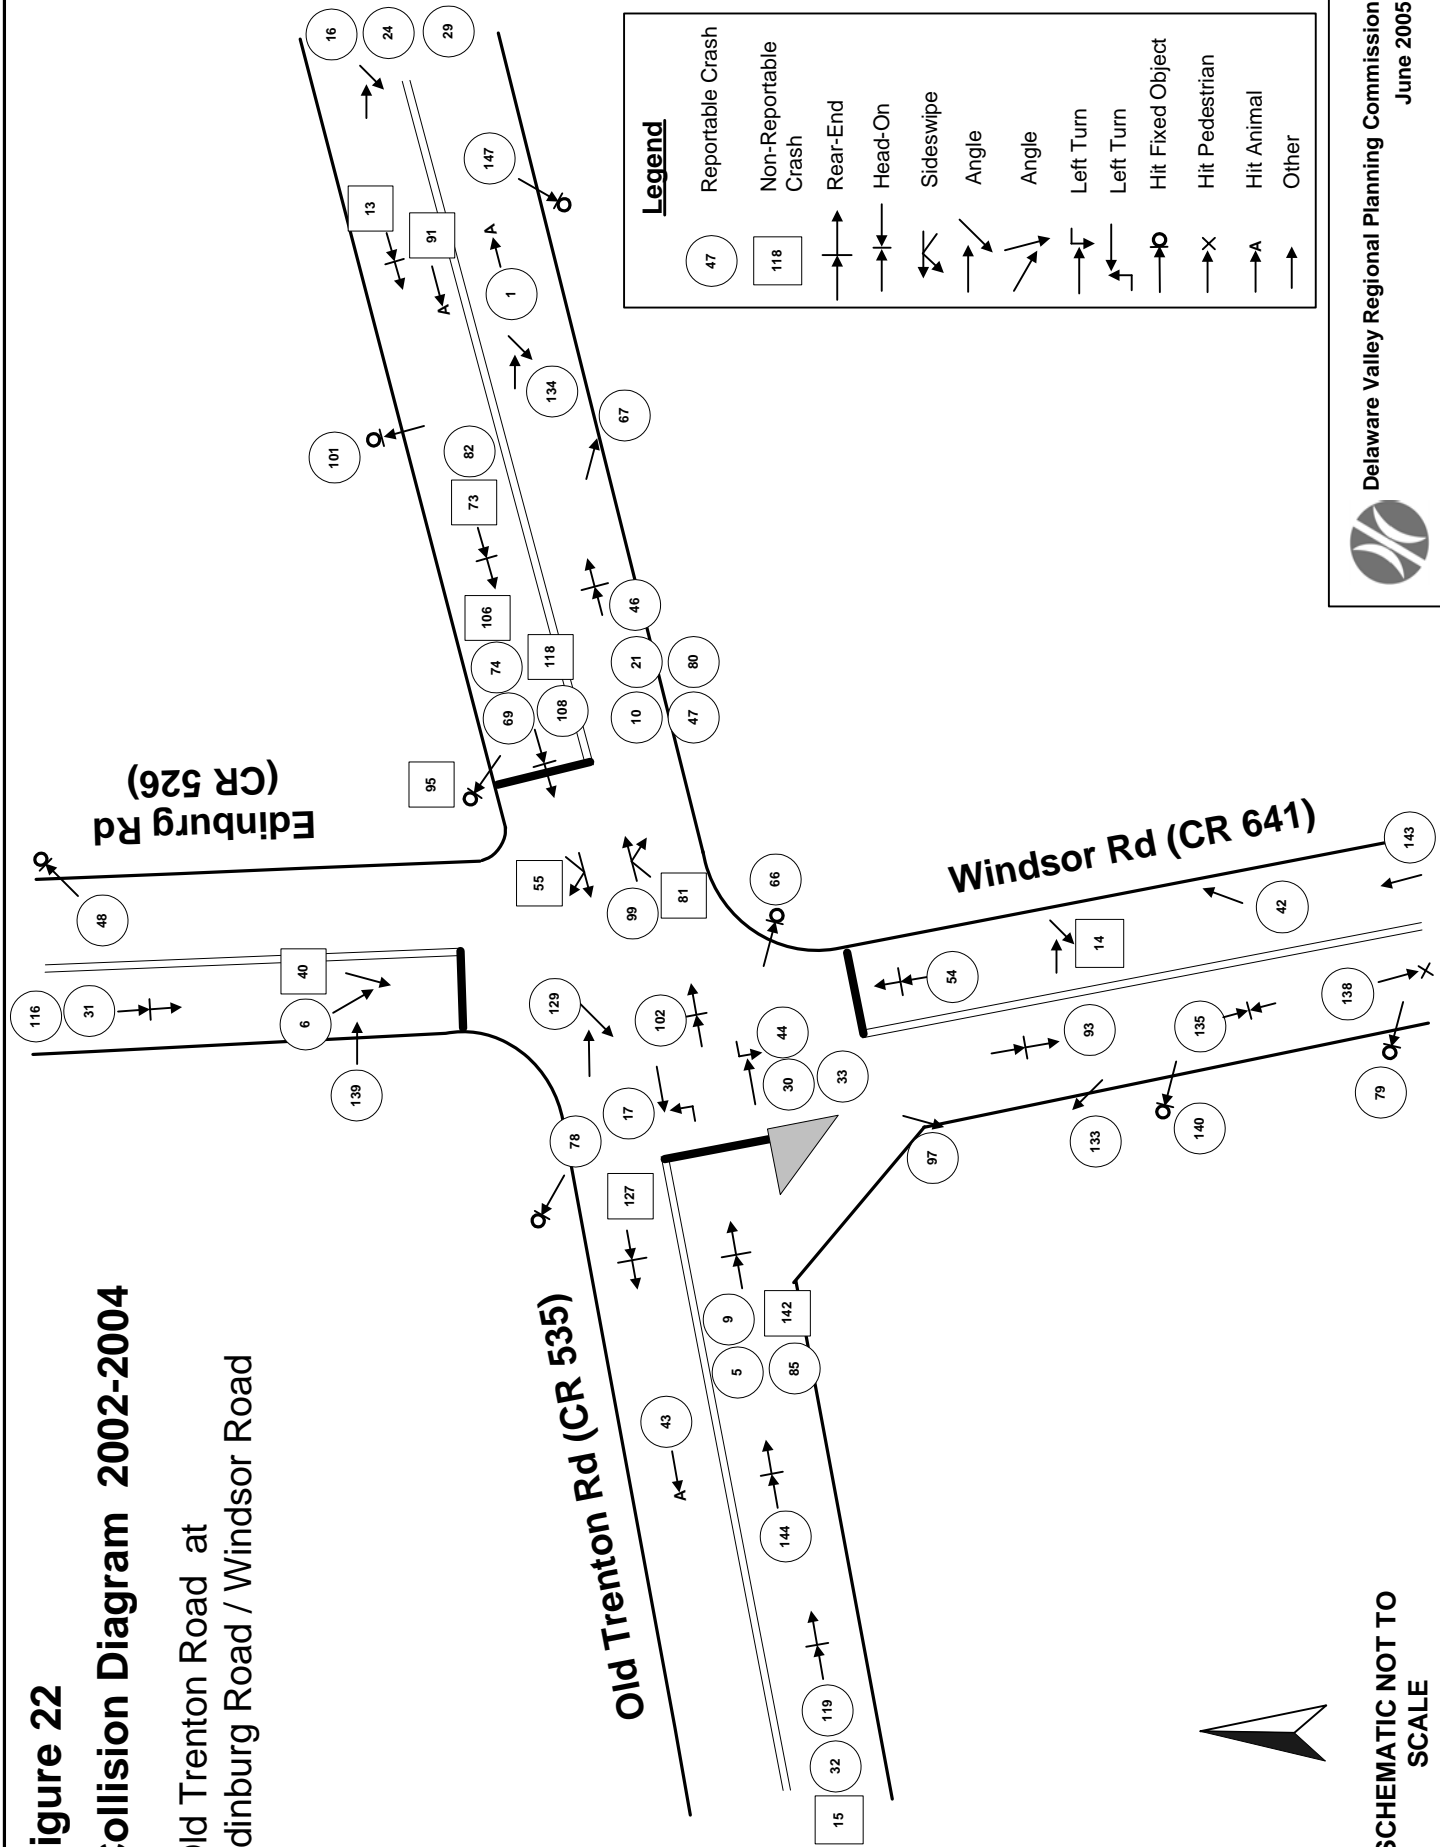 igure 22
ollision Diagram 2002-2004
ld Trenton Road at
dinburg Road / Windsor Road
Edinburg Rd
(CR 526)
Old Trenton Rd (CR 535)
Windsor Rd (CR 641)
116
31
48
40
6
139
129
78
17
102
44
30
33
127
9
142
5
85
43
144
119
32
15
16
24
29
13
91
147
1
134
101
82
73
67
106
74
118
69
108
95
46
21
80
10
47
55
99
81
66
54
14
42
143
93
135
138
97
133
140
79
A
A
A
Legend
47
Reportable Crash
118
Non-Reportable
Crash
Rear-End
Head-On
Sideswipe
Angle
Angle
Left Turn
Left Turn
Hit Fixed Object
Hit Pedestrian
A
Hit Animal
Other
SCHEMATIC NOT TO
SCALE
Delaware Valley Regional Planning Commission
June 2005